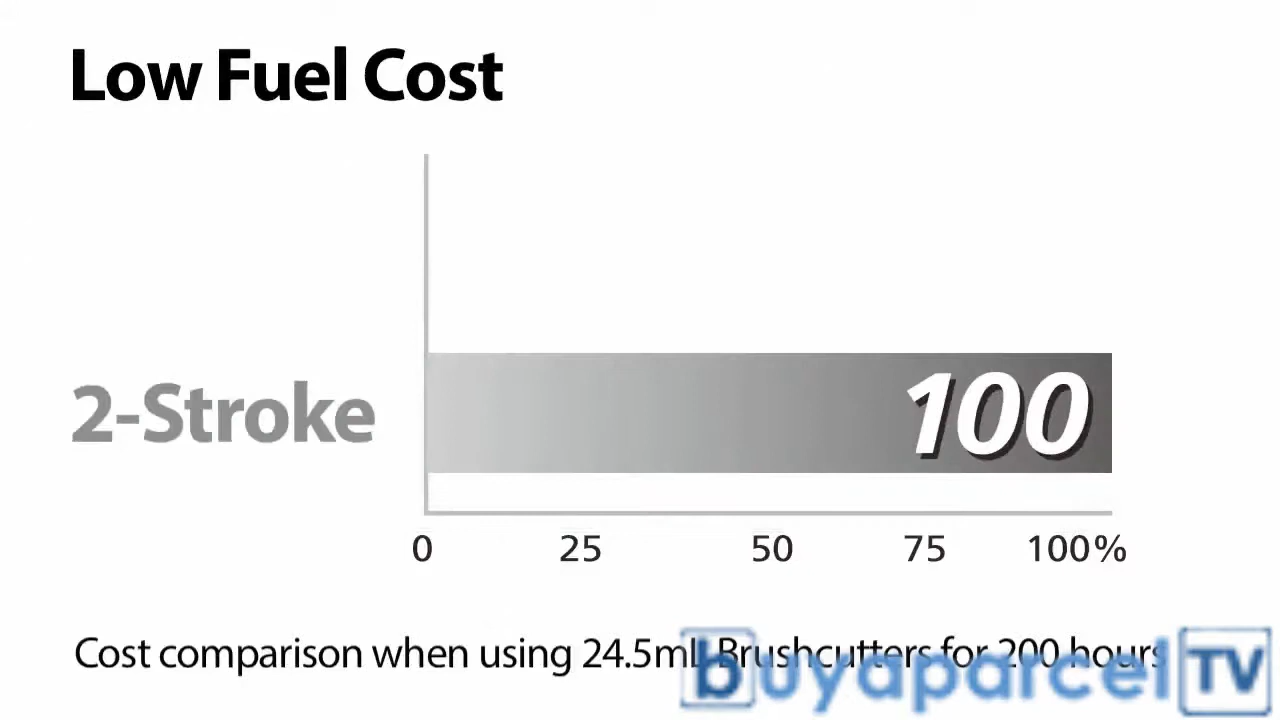 Low Fuel Cost
2-Stroke
100
0 25 50 75 100%
Cost comparison when using 24.5mL Brushcutters for 200 hours
buyaparcel TV